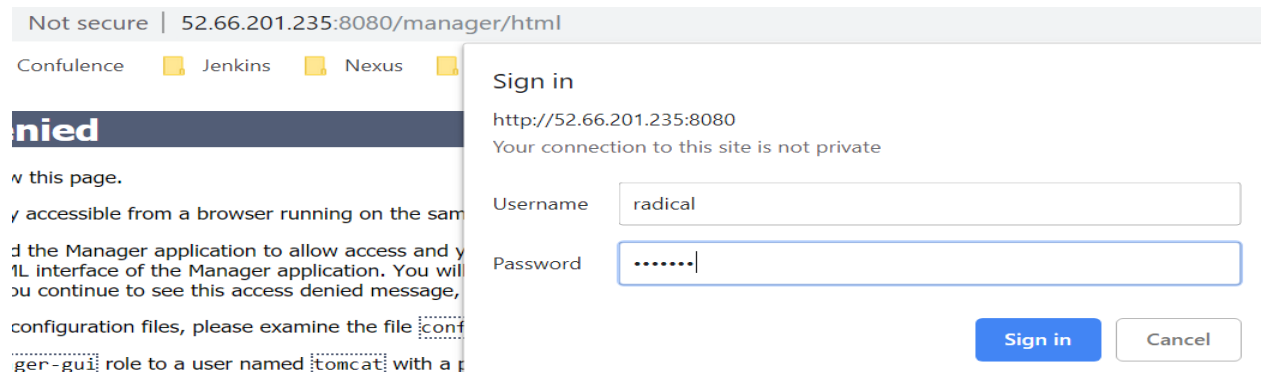 Not secure | 52.66.201.235:8080/manager/html
Confulence Jenkins Nexus
Sign in
http://52.66.201.235:8080
Your connection to this site is not private
Username radical
Password •••••••
Sign in Cancel
enied
w this page.
y accessible from a browser running on the sam
d the Manager application to allow access and y
ML interface of the Manager application. You wil
ou continue to see this access denied message,
configuration files, please examine the file conf
ger-gui role to a user named tomcat with a p